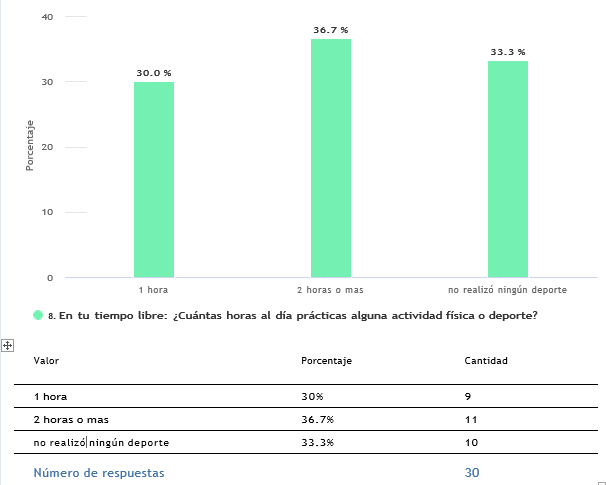 40
36.7 %
33.3 %
30.0 %
30
Porcentaje
20
10
0
1 hora 2 horas o mas no realizó ningún deporte
8. En tu tiempo libre: ¿Cuántas horas al día prácticas alguna actividad física o deporte?
Valor Porcentaje Cantidad
1 hora 30% 9
2 horas o mas 36.7% 11
no realizó ningún deporte 33.3% 10
Número de respuestas 30